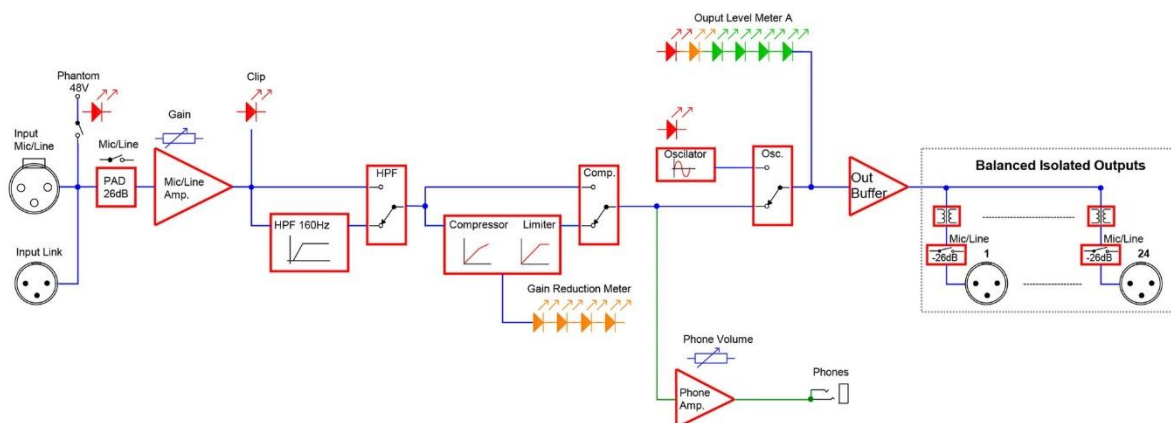 Ouput Level Meter A
Phantom
48V
Clip
Gain
Input
Mic/Line
Mic/Line
PAD
26dB
Mic/Line
Amp.
HPF
Comp.
Oscilator
Osc.
Out
Buffer
Balanced Isolated Outputs
HPF 160Hz
Compressor
Limiter
Input Link
Mic/Line
-26dB
1
Mic/Line
-26dB
24
Gain Reduction Meter
Phone Volume
Phone
Amp.
Phones